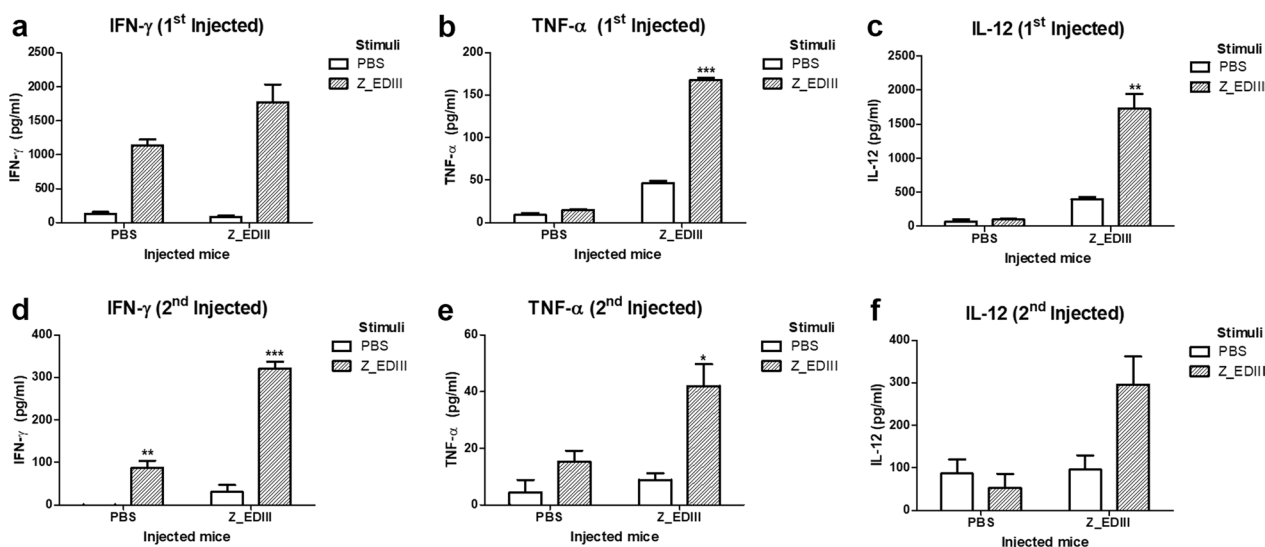 a
IFN-γ (1st Injected)
Stimuli
PBS
Z_EDIII
IFN-γ (pg/ml)
2500
2000
1500
1000
500
0
PBS
Z_EDIII
Injected mice
b
TNF-α (1st Injected)
Stimuli
PBS
Z_EDIII
TNF-α (pg/ml)
200
150
100
50
0
***
PBS
Z_EDIII
Injected mice
c
IL-12 (1st Injected)
Stimuli
PBS
Z_EDIII
IL-12 (pg/ml)
2500
2000
1500
1000
500
0
**
PBS
Z_EDIII
Injected mice
d
IFN-γ (2nd Injected)
Stimuli
PBS
Z_EDIII
IFN-γ (pg/ml)
400
300
200
100
0
**
***
PBS
Z_EDIII
Injected mice
e
TNF-α (2nd Injected)
Stimuli
PBS
Z_EDIII
TNF-α (pg/ml)
60
40
20
0
*
PBS
Z_EDIII
Injected mice
f
IL-12 (2nd Injected)
Stimuli
PBS
Z_EDIII
IL-12 (pg/ml)
400
300
200
100
0
PBS
Z_EDIII
Injected mice